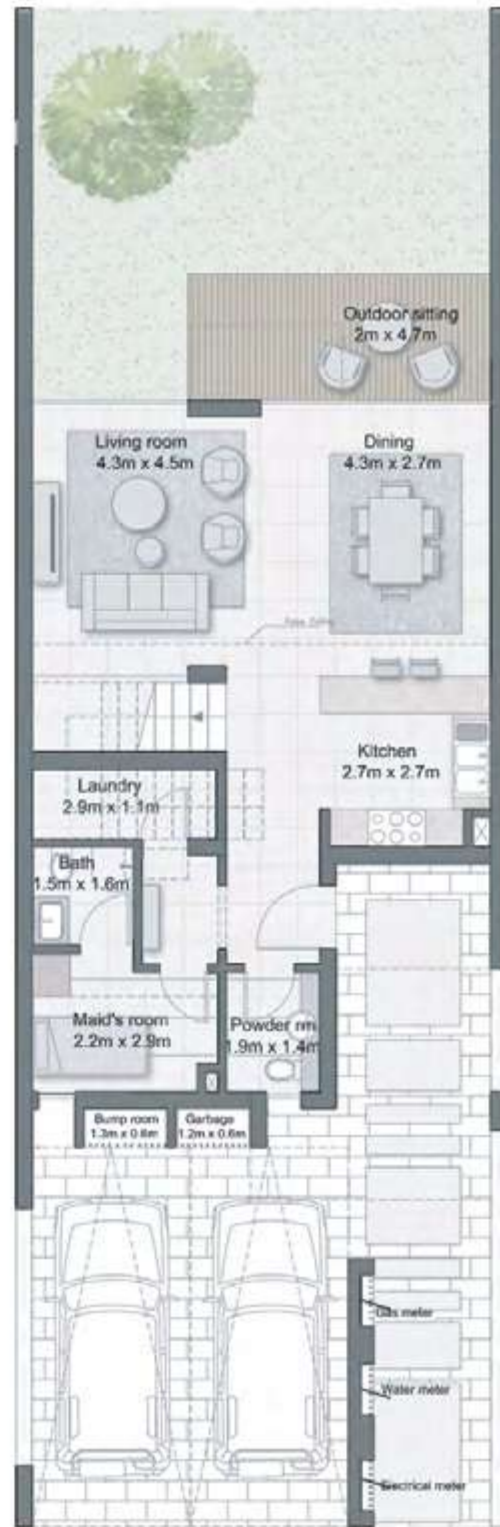 Outdoor sitting
2m x 4.7m
Living room
4.3m x 4.5m
Dining
4.3m x 2.7m
Kitchen
2.7m x 2.7m
Laundry
2.9m x 1.1m
Bath
1.5m x 1.6m
Maid's room
2.2m x 2.9m
Powder rm.
1.9m x 1.4m
Bump room
1.3m x 0.6m
Garbage
1.2m x 0.6m
Gas meter
Water meter
Electrical meter